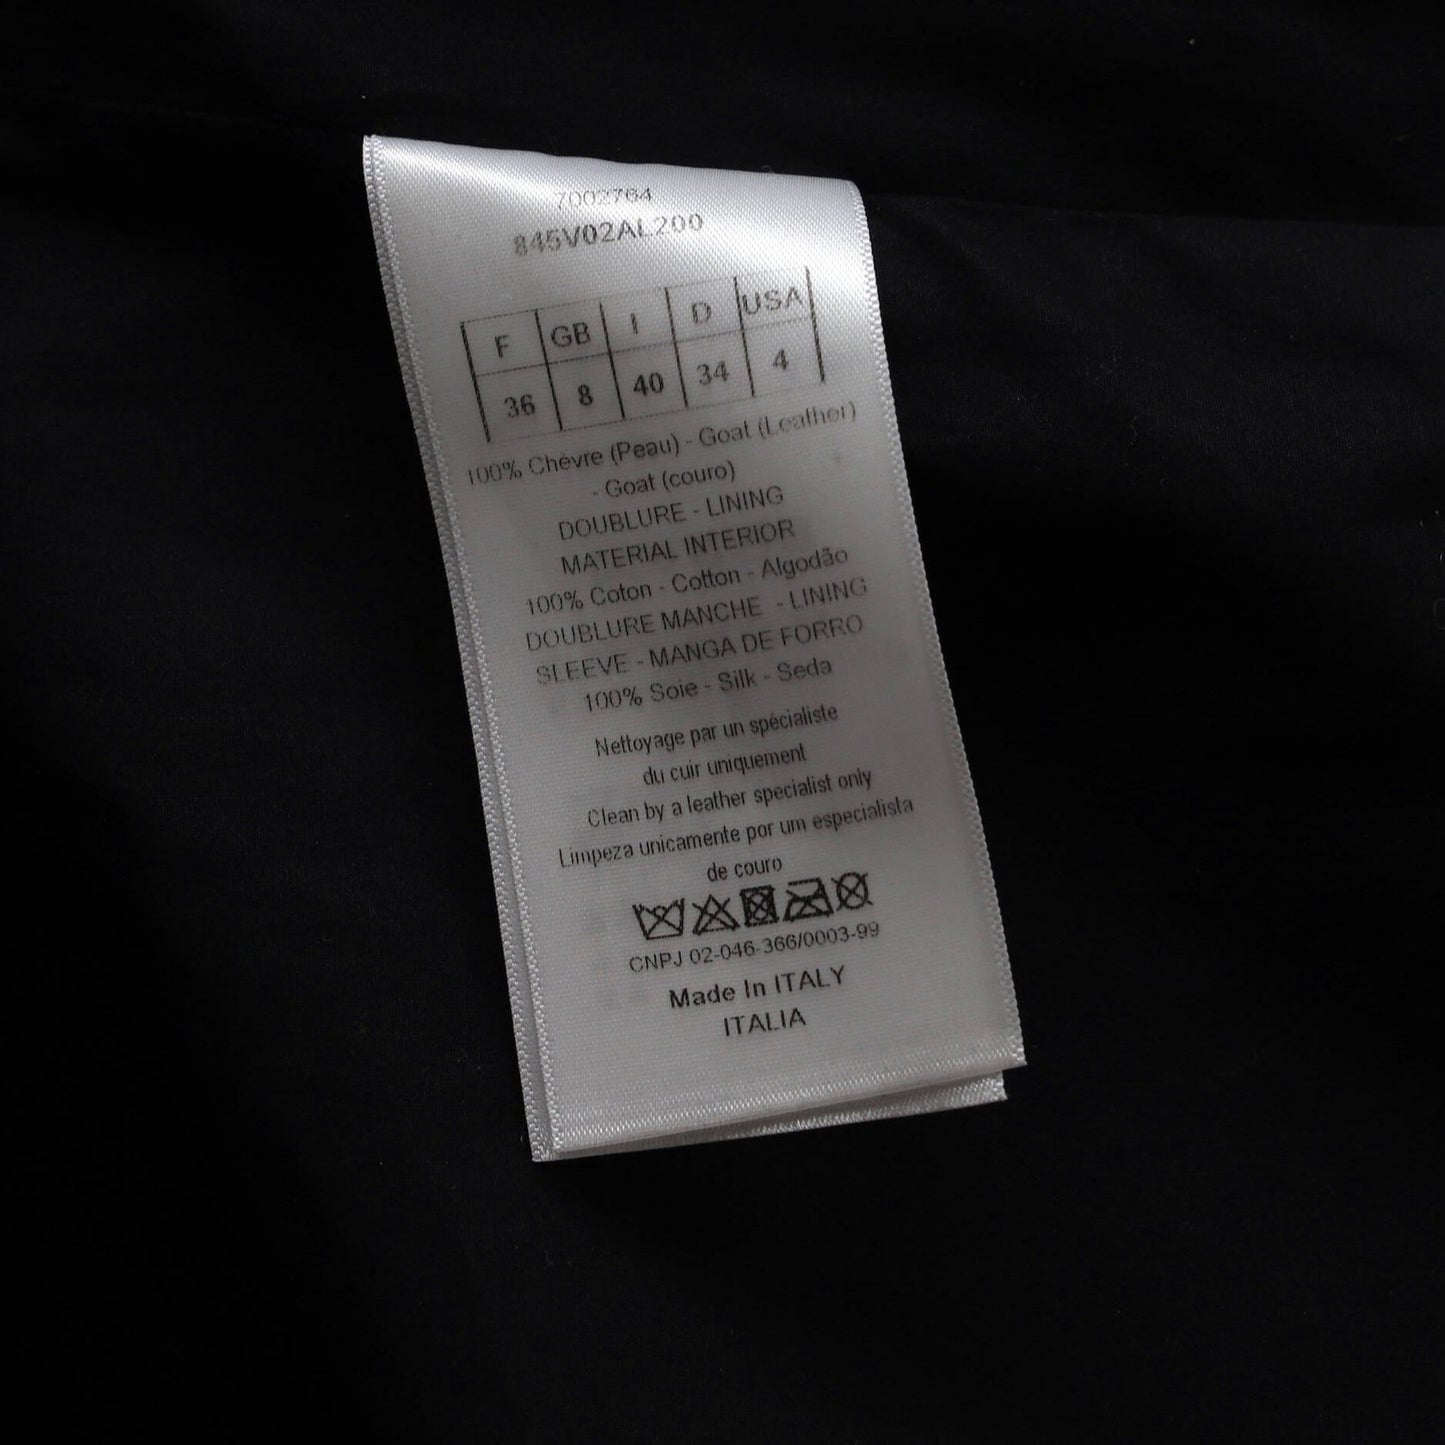 7002764
845V02AL200
F GB I D USA
36 8 40 34 4
100% Chèvre (Peau) - Goat (Leather)
- Goat (couro)
DOUBLURE - LINING
MATERIAL INTERIOR
100% Coton - Cotton - Algodão
DOUBLURE MANCHE - LINING
SLEEVE - MANGA DE FORRO
100% Soie - Silk - Seda
Nettoyage par un spécialiste
du cuir uniquement
Clean by a leather specialist only
Limpeza unicamente por um especialista
de couro
CNPJ 02-046-366/0003-99
Made In ITALY
ITALIA